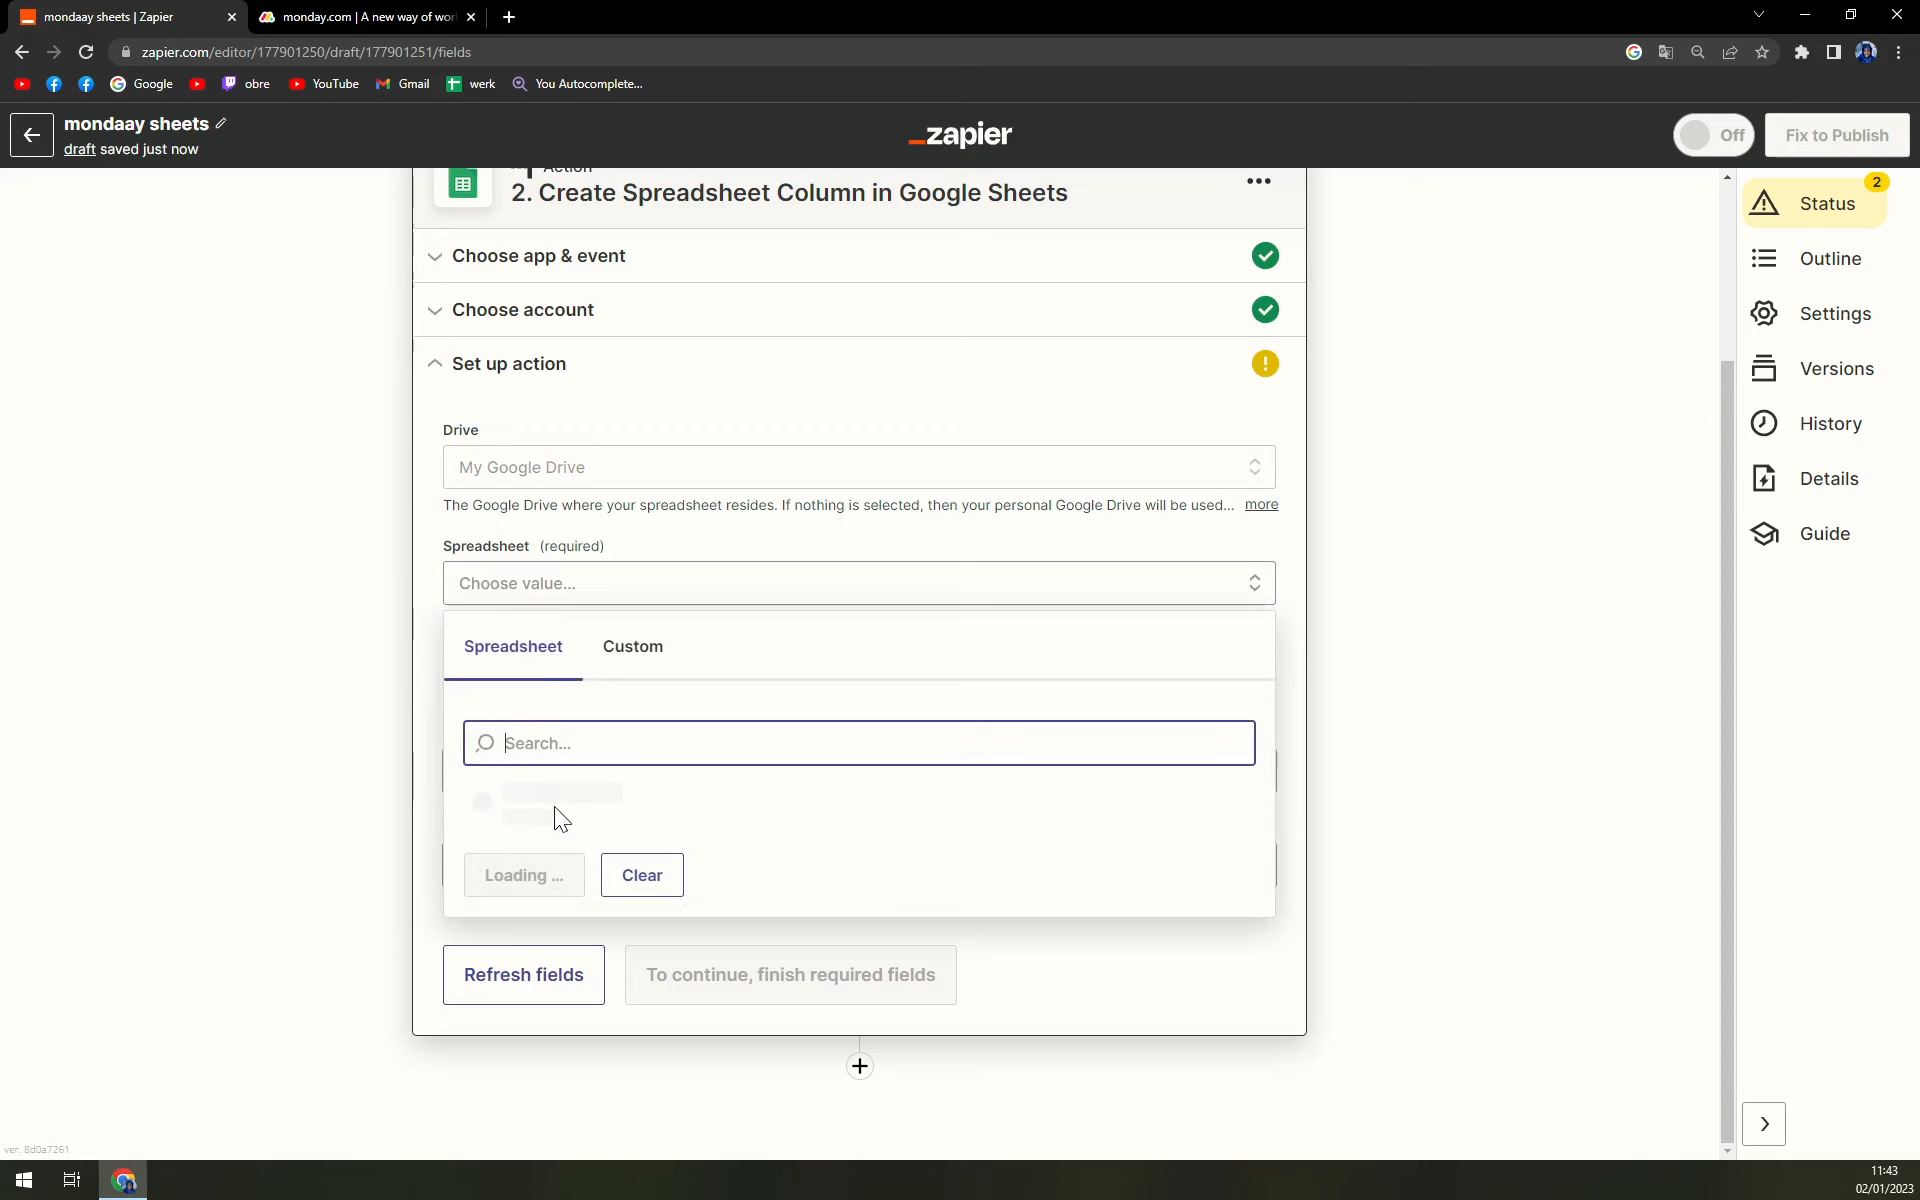 mondaay sheets | Zapier
monday.com | A new way of wor
zapier.com/editor/177901250/draft/177901251/fields
Google
obre
YouTube
Gmail
werk
You Autocomplete...
mondaay sheets
draft saved just now
_zapier
Off
Fix to Publish
Action
2. Create Spreadsheet Column in Google Sheets
Choose app & event
Choose account
Set up action
Drive
My Google Drive
The Google Drive where your spreadsheet resides. If nothing is selected, then your personal Google Drive will be used... more
Spreadsheet (required)
Choose value...
Spreadsheet Custom
Search...
Loading ... Clear
Refresh fields To continue, finish required fields
2
Status
Outline
Settings
Versions
History
Details
Guide
ver. 8d0a7261
11:43
02/01/2023